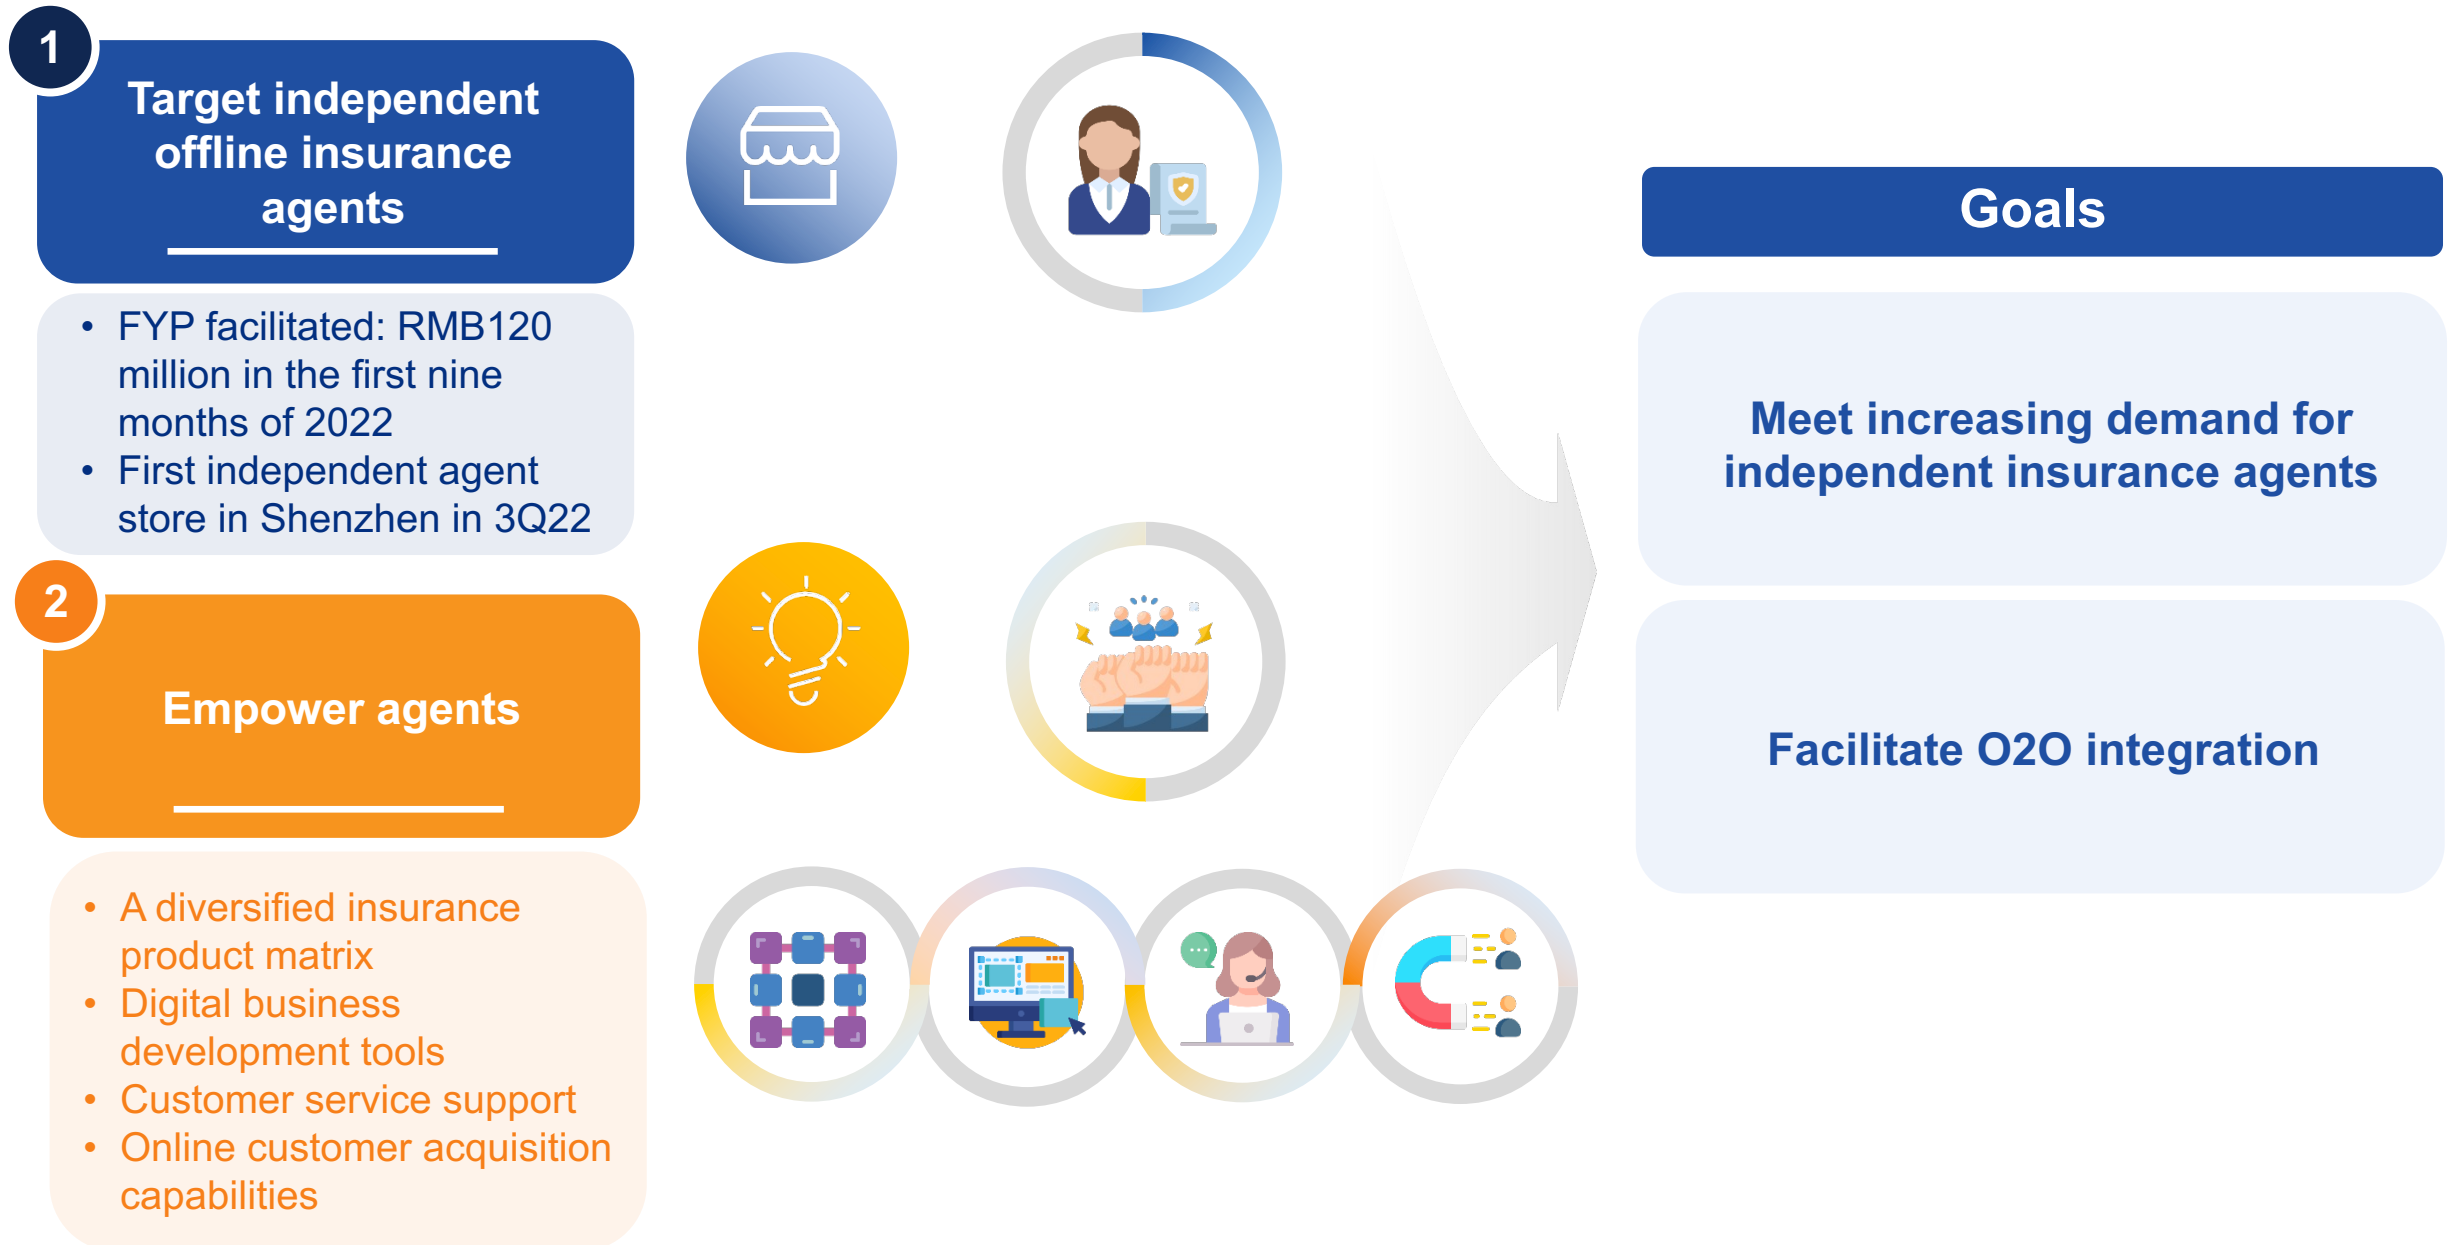 1
Target independent
offline insurance
agents
• FYP facilitated: RMB120
million in the first nine
months of 2022
• First independent agent
store in Shenzhen in 3Q22
2
Empower agents
• A diversified insurance
product matrix
• Digital business
development tools
• Customer service support
• Online customer acquisition
capabilities
Goals
Meet increasing demand for
independent insurance agents
Facilitate O2O integration